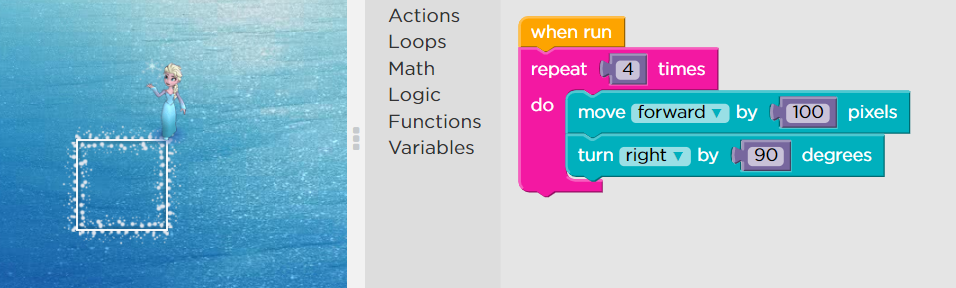 Actions
Loops
Math
Logic
Functions
Variables
when run
repeat 4 times
do
move forward by 100 pixels
turn right by 90 degrees